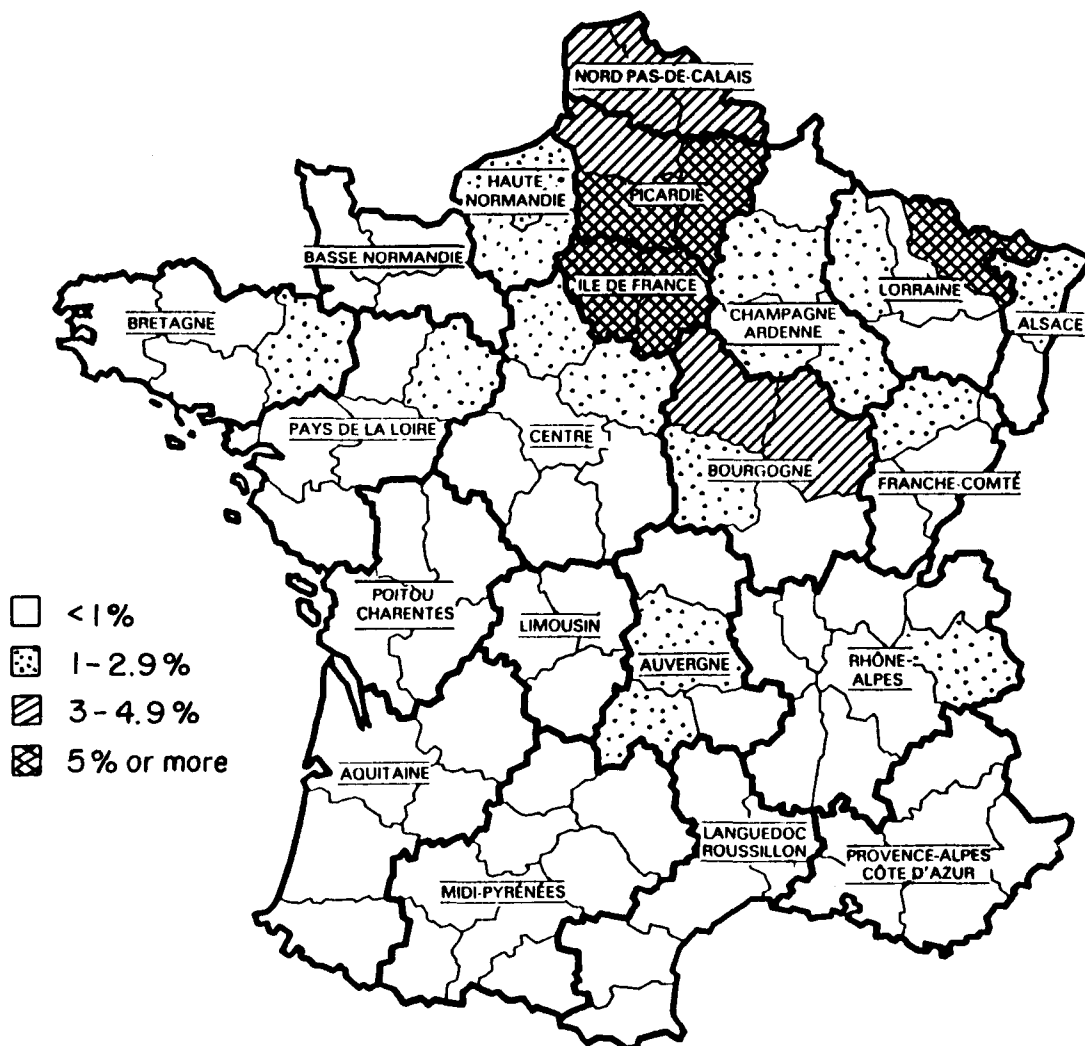 NORD PAS-DE-CALAIS
HAUTE
NORMANDIE
PICARDIE
BASSE NORMANDIE
ILE DE FRANCE
LORRAINE
CHAMPAGNE
ARDENNE
ALSACE
BRETAGNE
PAYS DE LA LOIRE
CENTRE
BOURGOGNE
FRANCHE-COMTÉ
POITOU
CHARENTES
LIMOUSIN
AUVERGNE
RHÔNE-
ALPES
<1%
1-2.9%
3-4.9%
5% or more
AQUITAINE
LANGUEDOC
ROUSSILLON
PROVENCE-ALPES
CÔTE D'AZUR
MIDI-PYRÉNÉES